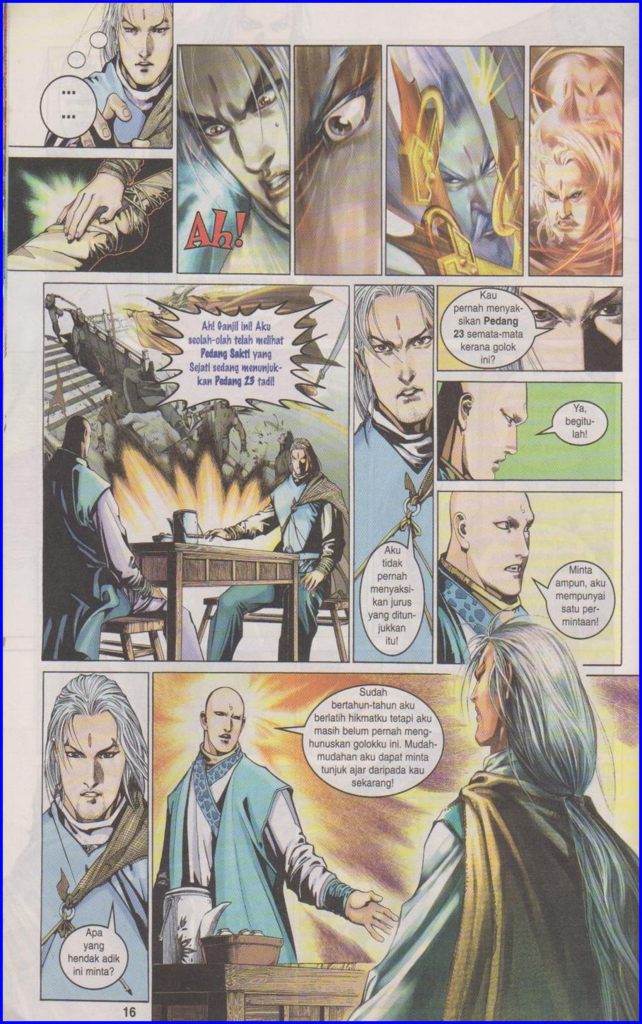 ...
...
Ah!
Ah! Ganjil ini! Aku
seolah-olah telah melihat
Pedang Sakti yang
Sejati sedang menunjuk-
kan Pedang 23 tadi!
Kau
pernah menyak-
sikan Pedang
23 semata-mata
kerana golok
ini?
Ya,
begitu-
lah!
Aku
tidak
pernah
menyaksi-
kan jurus
yang ditun-
jukkan
itu!
Minta
ampun, aku
mempunyai
satu per-
mintaan!
Apa
yang
hendak adik
ini minta?
Sudah
bertahun-tahun aku
berlatih hikmatku tetapi aku
masih belum pernah meng-
hunuskan golokku ini. Mudah-
mudahan aku dapat minta
tunjuk ajar daripada kau
sekarang!
16